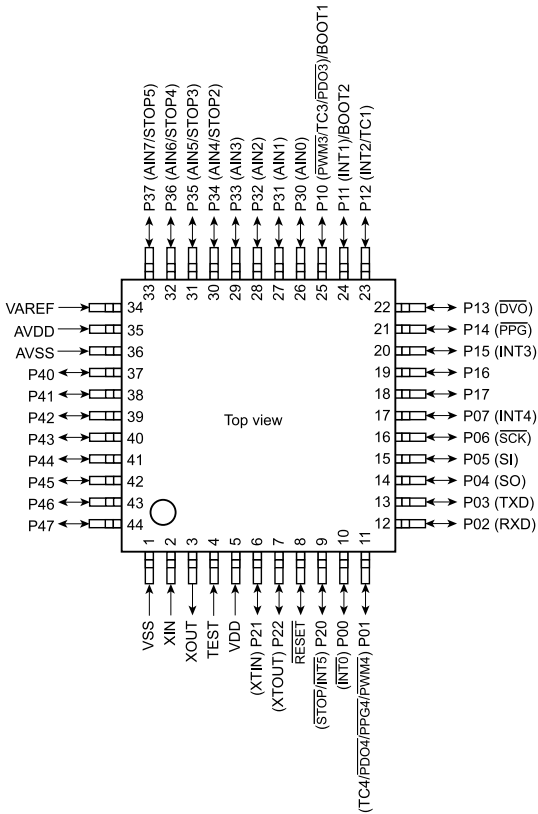 P37 (AIN7/STOP5)
P36 (AIN6/STOP4)
P35 (AIN5/STOP3)
P34 (AIN4/STOP2)
P33 (AIN3)
P32 (AIN2)
P31 (AIN1)
P30 (AIN0)
P10 (PWM3/TC3/PDO3)/BOOT1
P11 (INT1)/BOOT2
P12 (INT2/TC1)
33
32
31
30
29
28
27
26
25
24
23
VAREF
34
AVDD
35
AVSS
36
P40
37
P41
38
P42
39
P43
40
P44
41
P45
42
P46
43
P47
44
Top view
22
P13 (DVO)
21
P14 (PPG)
20
P15 (INT3)
19
P16
18
P17
17
P07 (INT4)
16
P06 (SCK)
15
P05 (SI)
14
P04 (SO)
13
P03 (TXD)
12
P02 (RXD)
1
2
3
4
5
6
7
8
9
10
11
VSS
XIN
XOUT
TEST
VDD
(XTIN) P21
(XTOUT) P22
RESET
(STOP/INT5) P20
(INT0) P00
(TC4/PDO4/PPG4/PWM4) P01